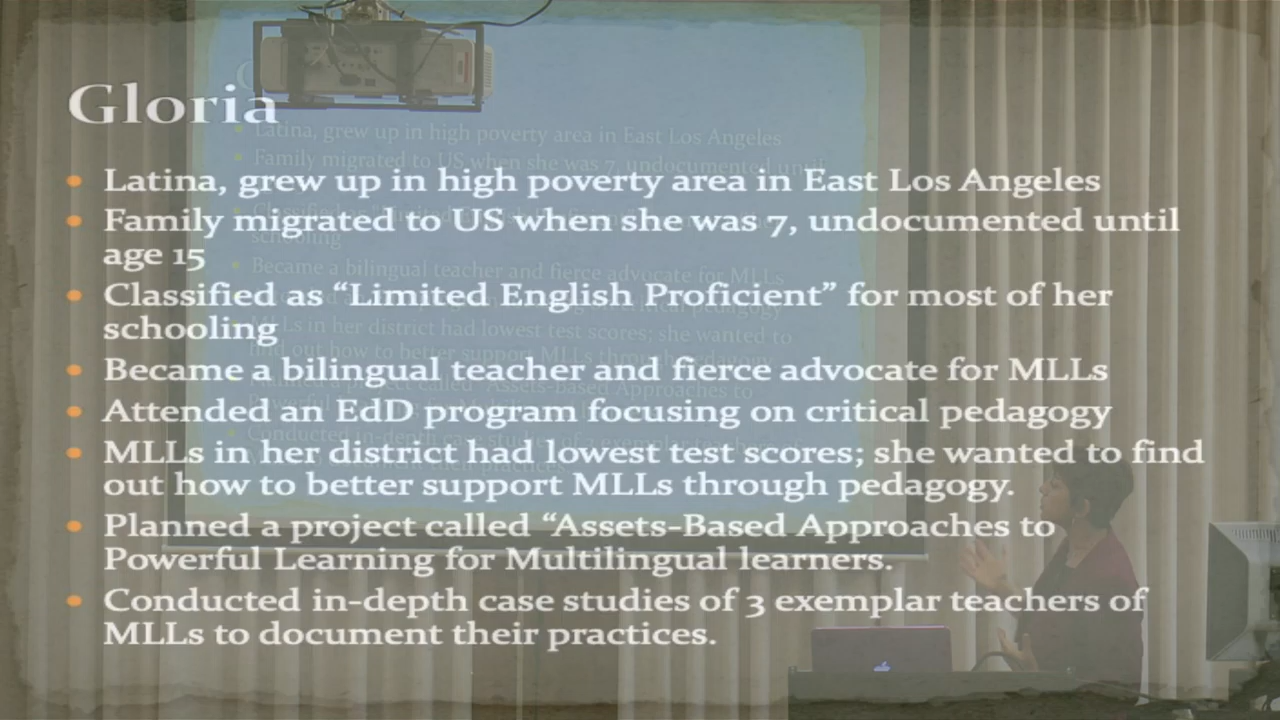 Gloria
Latina, grew up in high poverty area in East Los Angeles
Family migrated to US when she was 7, undocumented until
age 15
Classified as “Limited English Proficient” for most of her
schooling
Became a bilingual teacher and fierce advocate for MLLs
Attended an EdD program focusing on critical pedagogy
MLLs in her district had lowest test scores; she wanted to find
out how to better support MLLs through pedagogy.
Planned a project called “Assets-Based Approaches to
Powerful Learning for Multilingual learners.
Conducted in-depth case studies of 3 exemplar teachers of
MLLs to document their practices.